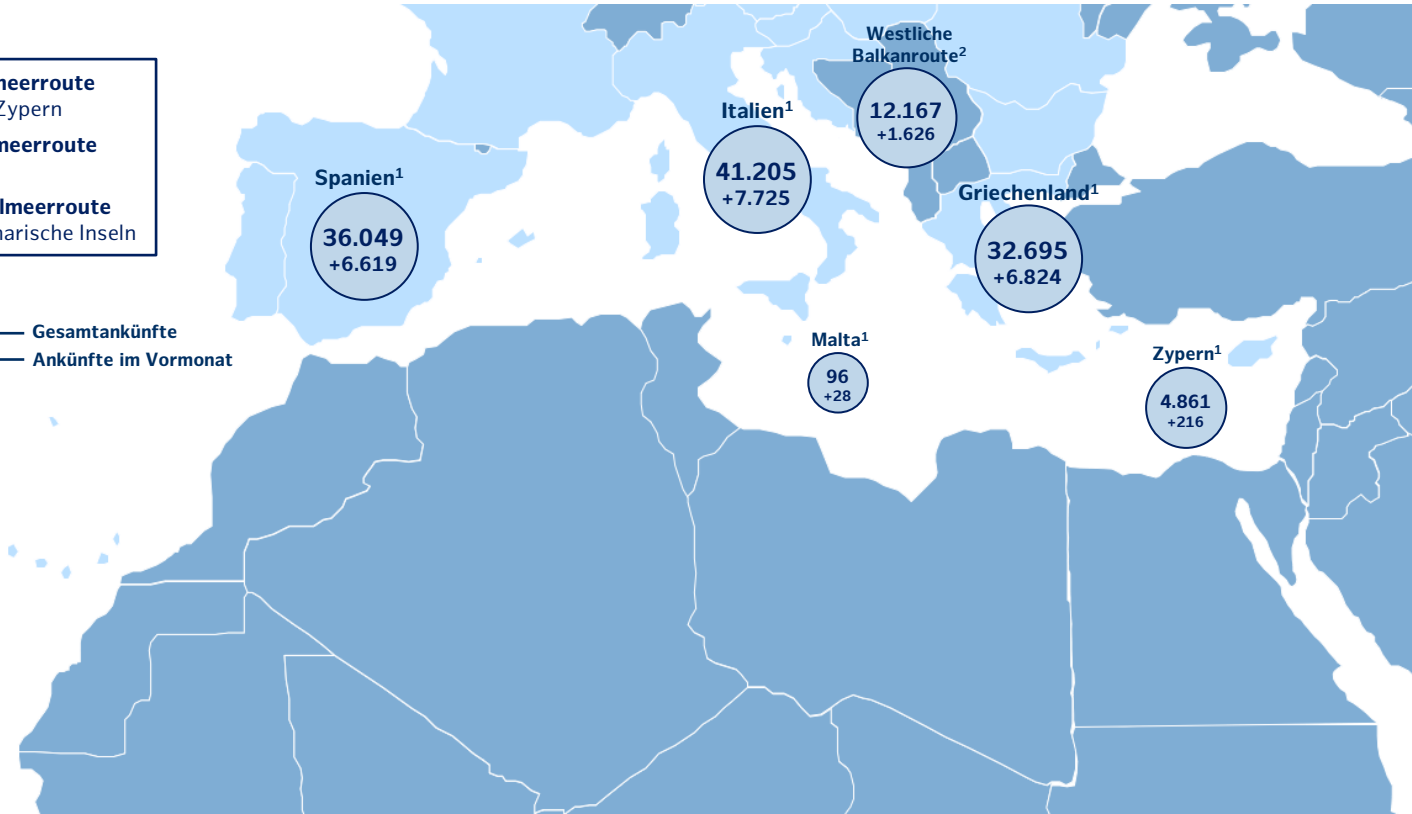 meerroute
Zypern
meerroute
lmeerroute
narische Inseln
Gesamtankünfte
Ankünfte im Vormonat
Spanien¹
36.049
+6.619
Italien¹
41.205
+7.725
Westliche
Balkanroute²
12.167
+1.626
Griechenland¹
32.695
+6.824
Malta¹
96
+28
Zypern¹
4.861
+216